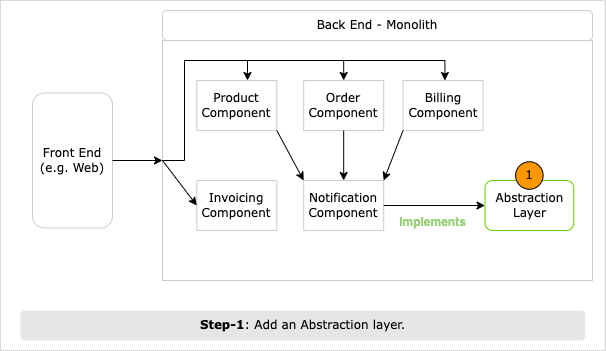 Back End - Monolith
Product
Component
Order
Component
Billing
Component
Front End
(e.g. Web)
Invoicing
Component
Notification
Component
Implements
1
Abstraction
Layer
Step-1: Add an Abstraction layer.